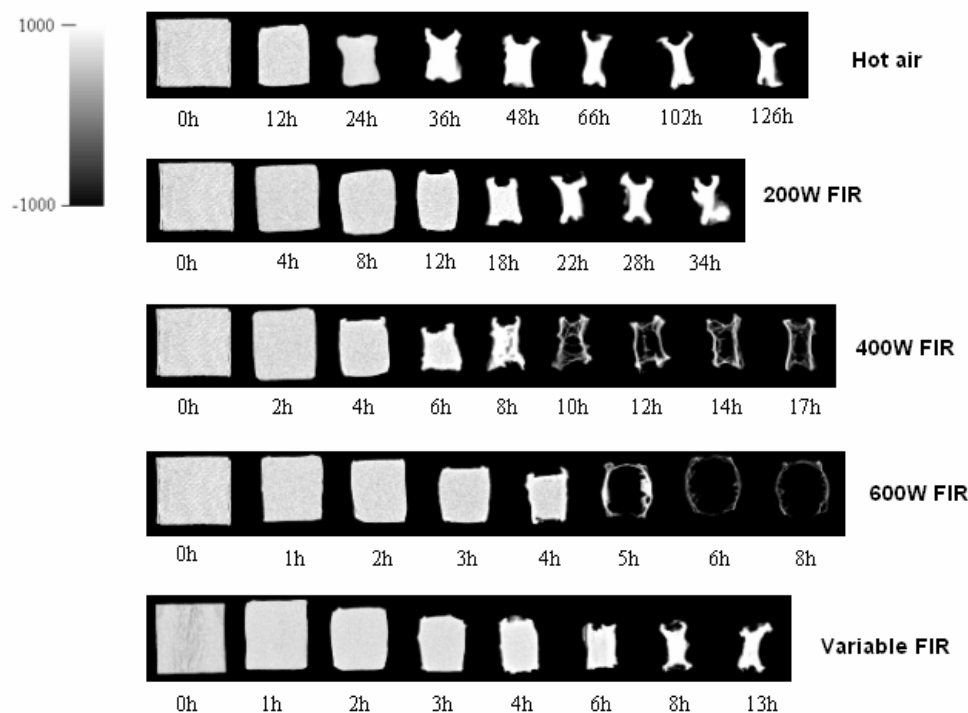 1000
-1000
Hot air
0h 12h 24h 36h 48h 66h 102h 126h
200W FIR
0h 4h 8h 12h 18h 22h 28h 34h
400W FIR
0h 2h 4h 6h 8h 10h 12h 14h 17h
600W FIR
0h 1h 2h 3h 4h 5h 6h 8h
Variable FIR
0h 1h 2h 3h 4h 6h 8h 13h